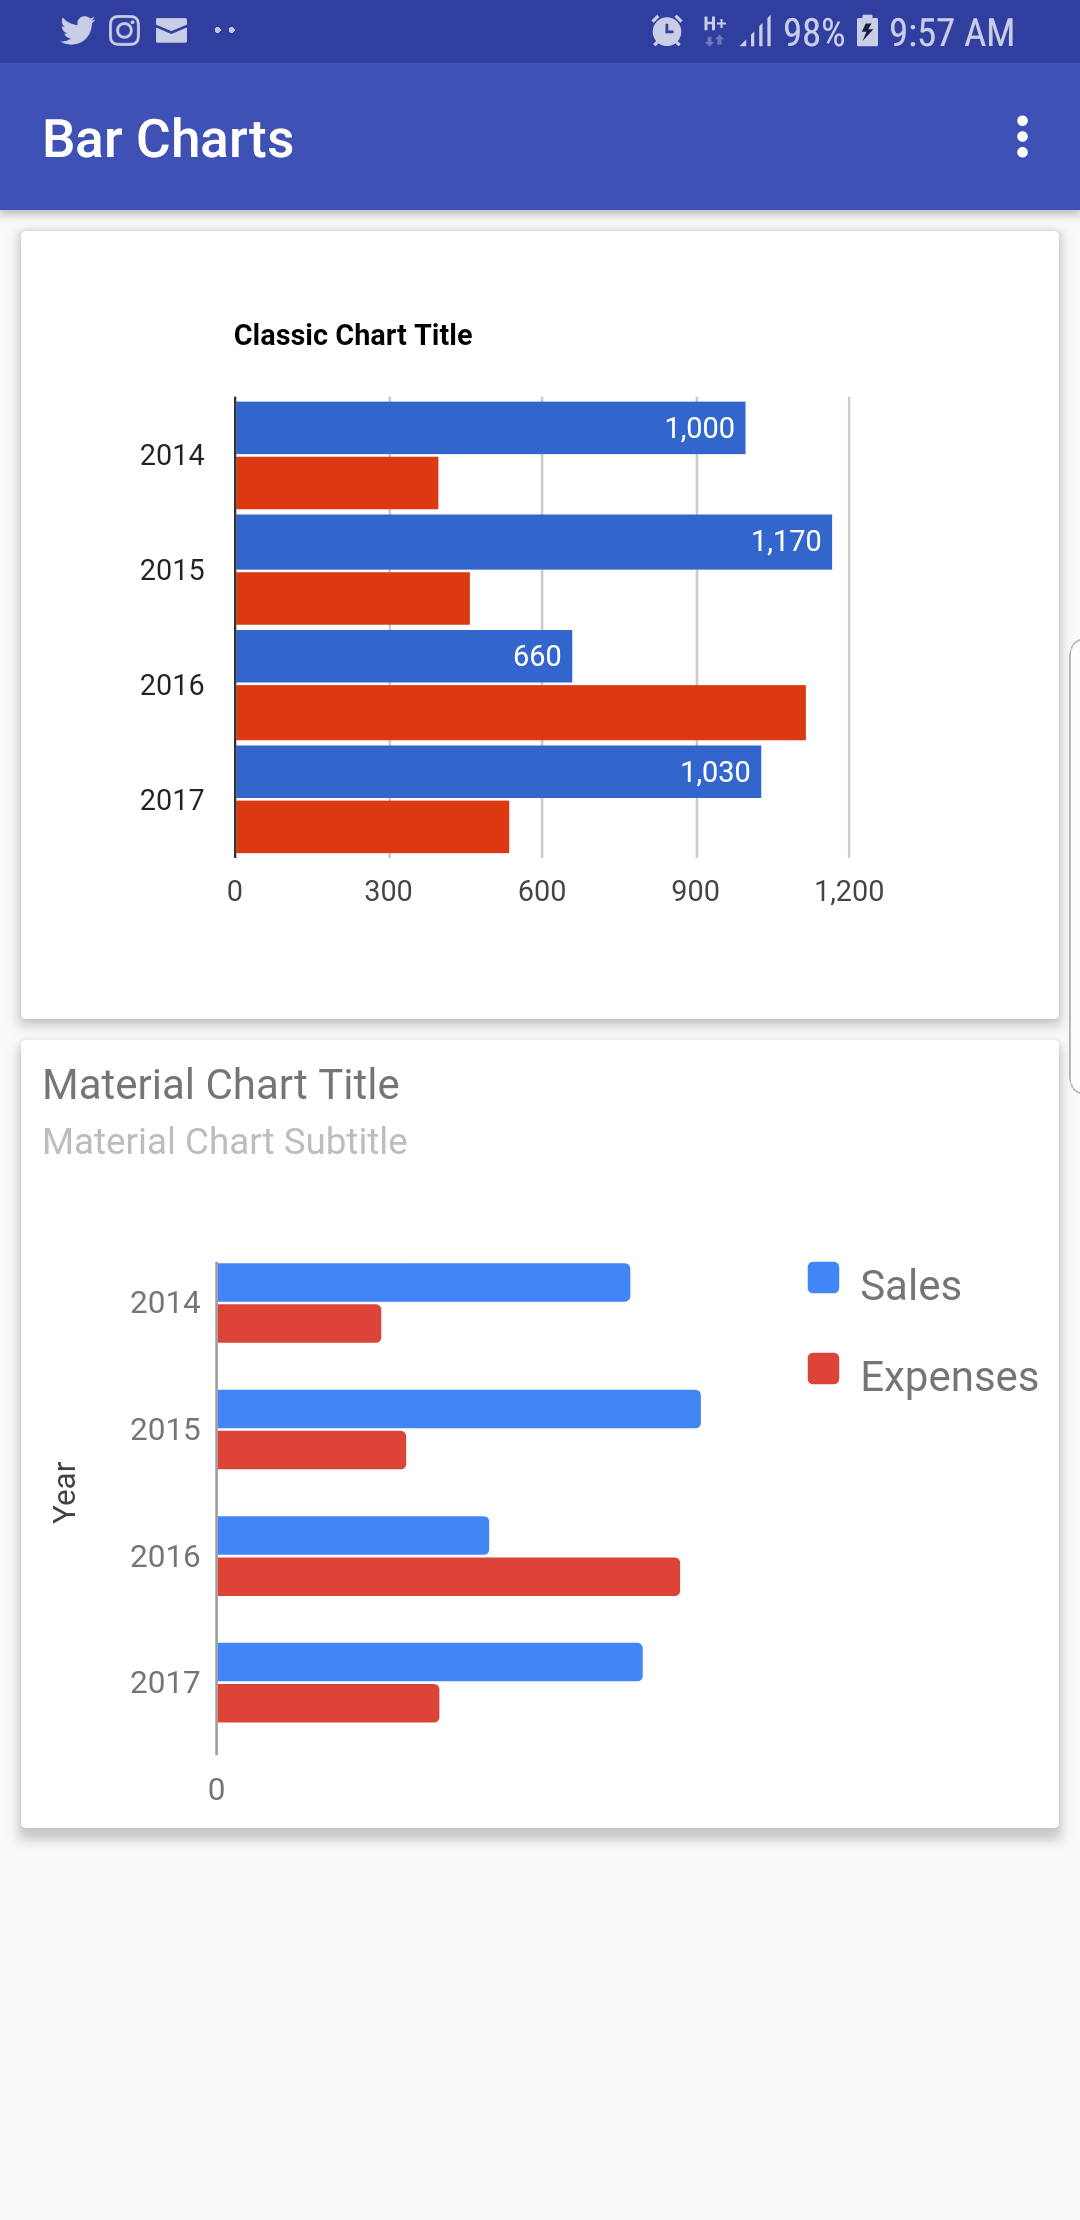 H+ 98% 9:57 AM
Bar Charts
Classic Chart Title
1,000
2014
1,170
2015
660
2016
1,030
2017
0 300 600 900 1,200
Material Chart Title
Material Chart Subtitle
Sales
2014
Expenses
2015
Year
2016
2017
0